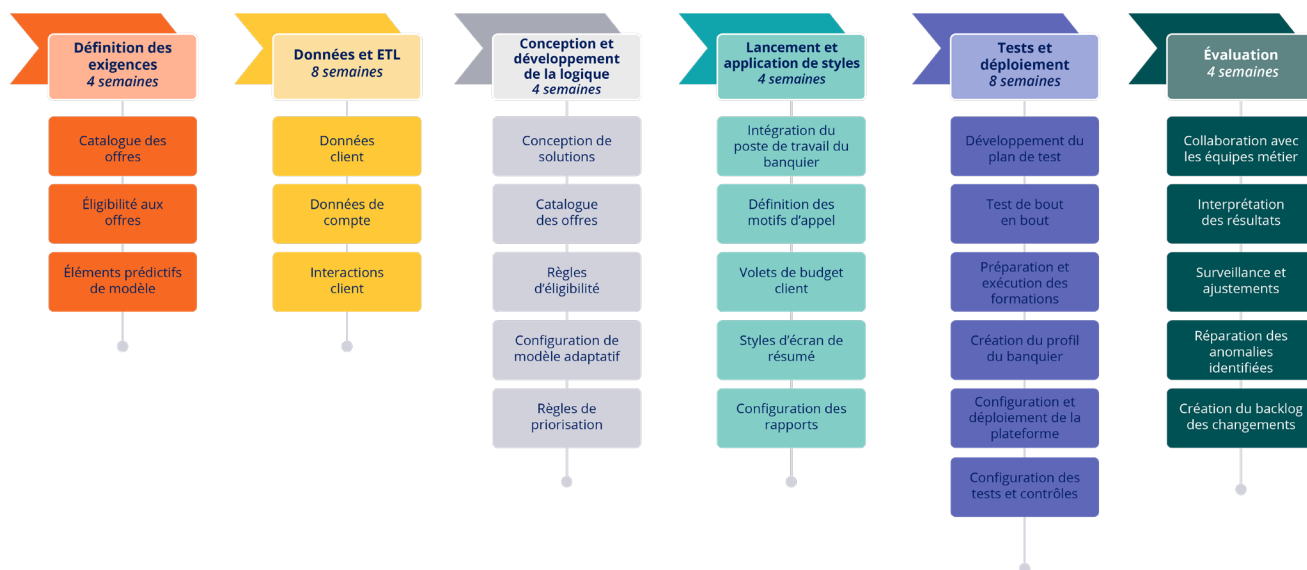 Définition des
exigences
4 semaines
Catalogue des
offres
Éligibilité aux
offres
Éléments prédictifs
de modèle
Données et ETL
8 semaines
Données
client
Données de
compte
Interactions
client
Conception et
développement
de la logique
4 semaines
Conception de
solutions
Catalogue
des offres
Règles
d’éligibilité
Configuration de
modèle adaptatif
Règles de
priorisation
Lancement et
application de styles
4 semaines
Intégration du
poste de travail du
banquier
Définition des
motifs d’appel
Volets de budget
client
Styles d’écran de
résumé
Configuration des
rapports
Tests et
déploiement
8 semaines
Développement du
plan de test
Test de bout
en bout
Préparation et
exécution des
formations
Création du profil
du banquier
Configuration et
déploiement de la
plateforme
Configuration des
tests et contrôles
Évaluation
4 semaines
Collaboration avec
les équipes métier
Interprétation
des résultats
Surveillance et
ajustements
Réparation des
anomalies
identifiées
Création du backlog
des changements